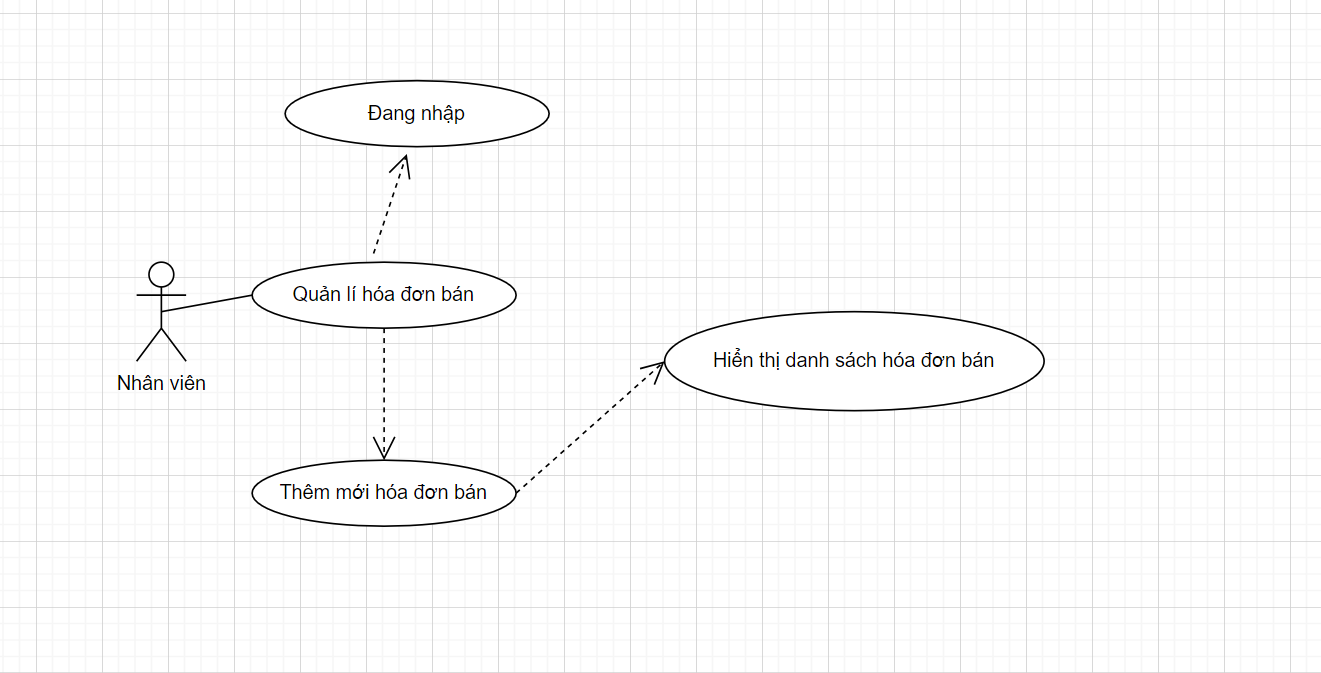 Đang nhập
Quản lí hóa đơn bán
Hiển thị danh sách hóa đơn bán
Nhân viên
Thêm mới hóa đơn bán